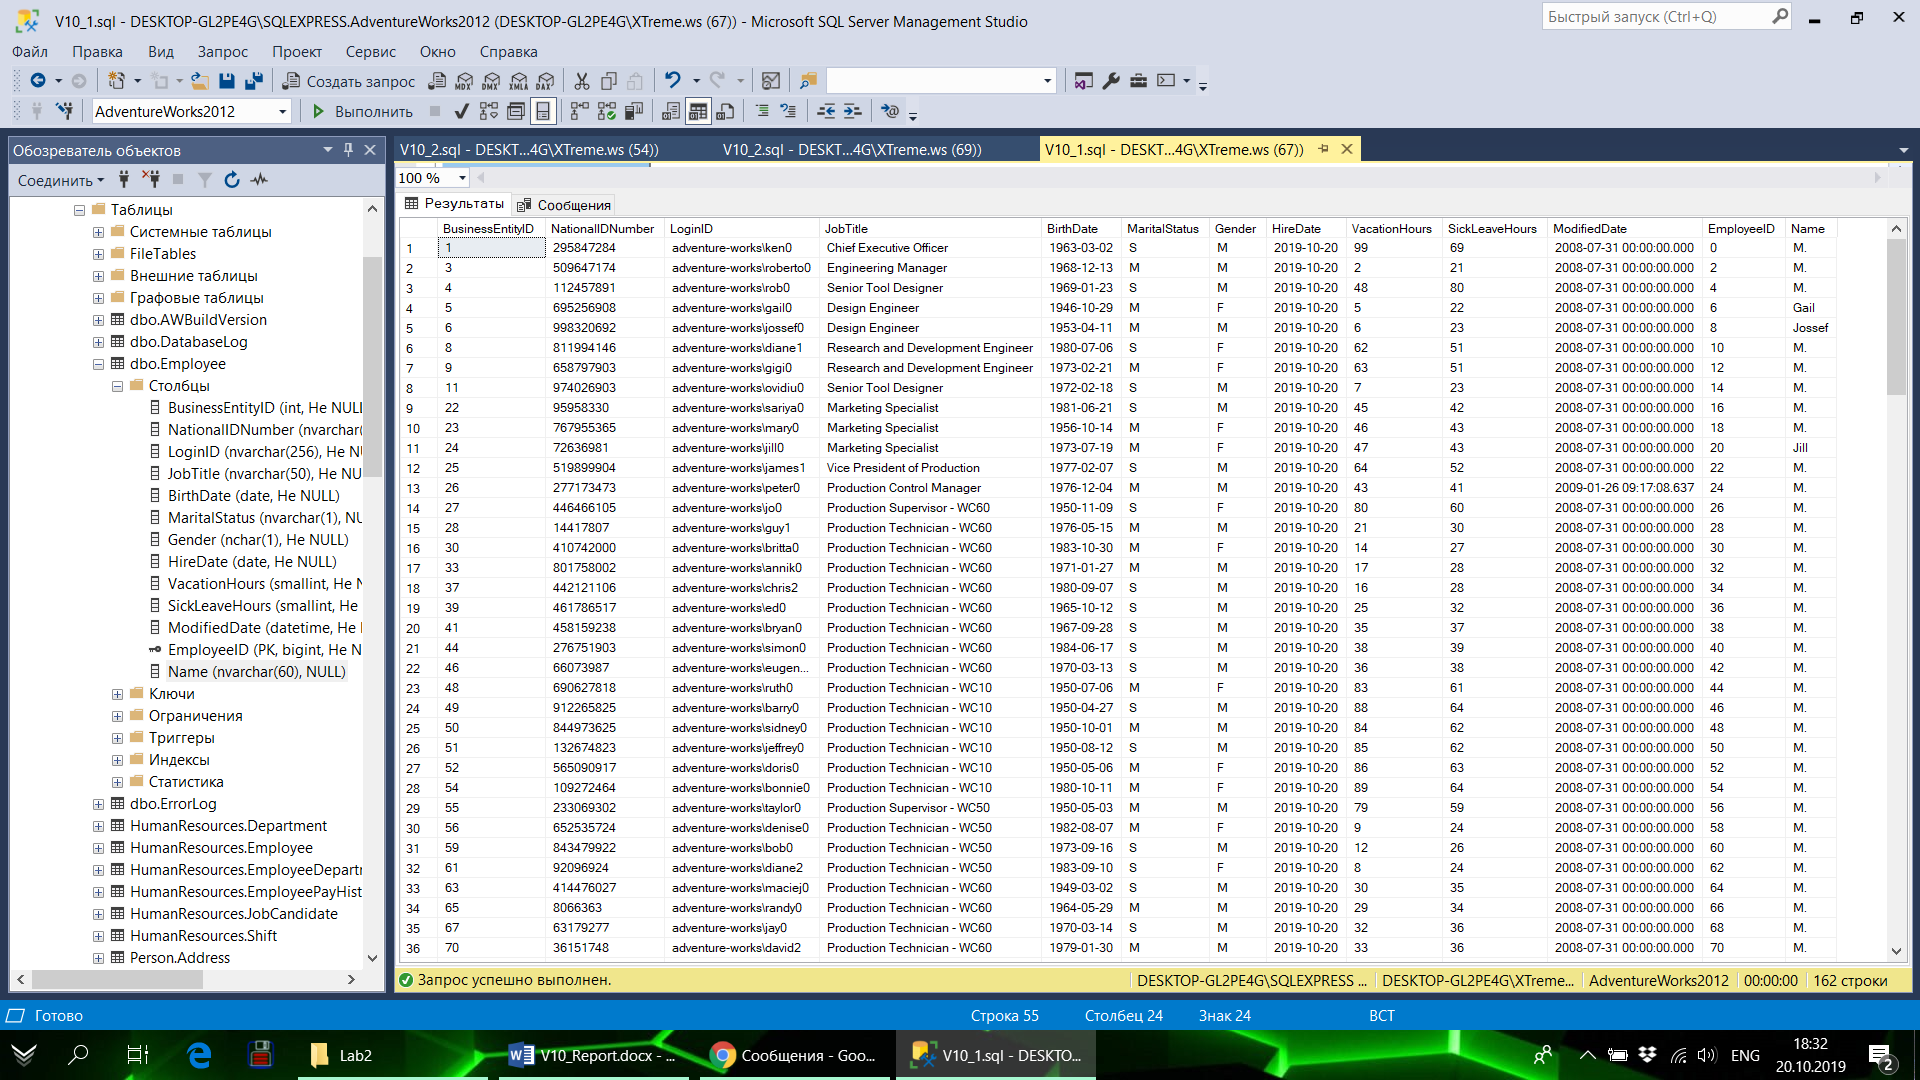 V10_1.sql - DESKTOP-GL2PE4G\SQLEXPRESS.AdventureWorks2012 (DESKTOP-GL2PE4G\XTreme.ws (67)) - Microsoft SQL Server Management Studio
Быстрый запуск (Ctrl+Q)
Файл Правка Вид Запрос Проект Сервис Окно Справка
Создать запрос MDX DMX XMLA DAX
AdventureWorks2012 Выполнить
Обозреватель объектов
Соединить
Таблицы
Системные таблицы
FileTables
Внешние таблицы
Графовые таблицы
dbo.AWBuildVersion
dbo.DatabaseLog
dbo.Employee
Столбцы
BusinessEntityID (int, Не NULL
NationalIDNumber (nvarchar(
LoginID (nvarchar(256), Не NU
JobTitle (nvarchar(50), Не NUL
BirthDate (date, Не NULL)
MaritalStatus (nvarchar(1), NU
Gender (nchar(1), Не NULL)
HireDate (date, Не NULL)
VacationHours (smallint, Не N
SickLeaveHours (smallint, Не
ModifiedDate (datetime, Не
EmployeeID (PK, bigint, Не N
Name (nvarchar(60), NULL)
Ключи
Ограничения
Триггеры
Индексы
Статистика
dbo.ErrorLog
HumanResources.Department
HumanResources.Employee
HumanResources.EmployeeDepartm
HumanResources.EmployeePayHist
HumanResources.JobCandidate
HumanResources.Shift
Person.Address
V10_2.sql - DESKT...4G\XTreme.ws (54)) V10_2.sql - DESKT...4G\XTreme.ws (69)) V10_1.sql - DESKT...4G\XTreme.ws (67))
100 %
Результаты Сообщения
BusinessEntityID NationalIDNumber LoginID JobTitle BirthDate MaritalStatus Gender HireDate VacationHours SickLeaveHours ModifiedDate EmployeeID Name
1 1 295847284 adventure-works\ken0 Chief Executive Officer 1963-03-02 S M 2019-10-20 99 69 2008-07-31 00:00:00.000 0 M.
2 3 509647174 adventure-works\roberto0 Engineering Manager 1968-12-13 M M 2019-10-20 2 21 2008-07-31 00:00:00.000 2 M.
3 4 112457891 adventure-works\rob0 Senior Tool Designer 1969-01-23 S M 2019-10-20 48 80 2008-07-31 00:00:00.000 4 M.
4 5 695256908 adventure-works\gail0 Design Engineer 1946-10-29 M F 2019-10-20 5 22 2008-07-31 00:00:00.000 6 Gail
5 6 998320692 adventure-works\jossef0 Design Engineer 1953-04-11 M M 2019-10-20 6 23 2008-07-31 00:00:00.000 8 Jossef
6 8 811994146 adventure-works\diane1 Research and Development Engineer 1980-07-06 S F 2019-10-20 62 51 2008-07-31 00:00:00.000 10 M.
7 9 658797903 adventure-works\gigi0 Research and Development Engineer 1973-02-21 M F 2019-10-20 63 51 2008-07-31 00:00:00.000 12 M.
8 11 974026903 adventure-works\ovidiu0 Senior Tool Designer 1972-02-18 S M 2019-10-20 7 23 2008-07-31 00:00:00.000 14 M.
9 22 95958330 adventure-works\sariya0 Marketing Specialist 1981-06-21 S M 2019-10-20 45 42 2008-07-31 00:00:00.000 16 M.
10 23 767955365 adventure-works\mary0 Marketing Specialist 1956-10-14 M F 2019-10-20 46 43 2008-07-31 00:00:00.000 18 M.
11 24 72636981 adventure-works\jill0 Marketing Specialist 1973-07-19 M F 2019-10-20 47 43 2008-07-31 00:00:00.000 20 Jill
12 25 519899904 adventure-works\james1 Vice President of Production 1977-02-07 S M 2019-10-20 64 52 2008-07-31 00:00:00.000 22 M.
13 26 277173473 adventure-works\peter0 Production Control Manager 1976-12-04 M M 2019-10-20 43 41 2009-01-26 09:17:08.637 24 M.
14 27 446466105 adventure-works\jo0 Production Supervisor - WC60 1950-11-09 S F 2019-10-20 80 60 2008-07-31 00:00:00.000 26 M.
15 28 14417807 adventure-works\guy1 Production Technician - WC60 1976-05-15 M M 2019-10-20 21 30 2008-07-31 00:00:00.000 28 M.
16 30 410742000 adventure-works\britta0 Production Technician - WC60 1983-10-30 M F 2019-10-20 14 27 2008-07-31 00:00:00.000 30 M.
17 33 801758002 adventure-works\annik0 Production Technician - WC60 1971-01-27 M M 2019-10-20 17 28 2008-07-31 00:00:00.000 32 M.
18 37 442121106 adventure-works\chris2 Production Technician - WC60 1980-09-07 S M 2019-10-20 16 28 2008-07-31 00:00:00.000 34 M.
19 39 461786517 adventure-works\ed0 Production Technician - WC60 1965-10-12 S M 2019-10-20 25 32 2008-07-31 00:00:00.000 36 M.
20 41 458159238 adventure-works\bryan0 Production Technician - WC60 1967-09-28 S M 2019-10-20 35 37 2008-07-31 00:00:00.000 38 M.
21 44 276751903 adventure-works\simon0 Production Technician - WC60 1984-06-17 S M 2019-10-20 38 39 2008-07-31 00:00:00.000 40 M.
22 46 66073987 adventure-works\eugen... Production Technician - WC60 1970-03-13 S M 2019-10-20 36 38 2008-07-31 00:00:00.000 42 M.
23 48 690627818 adventure-works\ruth0 Production Technician - WC10 1950-07-06 M F 2019-10-20 83 61 2008-07-31 00:00:00.000 44 M.
24 49 912265825 adventure-works\barry0 Production Technician - WC10 1950-04-27 S M 2019-10-20 88 64 2008-07-31 00:00:00.000 46 M.
25 50 844973625 adventure-works\sidney0 Production Technician - WC10 1950-10-01 M M 2019-10-20 84 62 2008-07-31 00:00:00.000 48 M.
26 51 132674823 adventure-works\jeffrey0 Production Technician - WC10 1950-08-12 S M 2019-10-20 85 62 2008-07-31 00:00:00.000 50 M.
27 52 565090917 adventure-works\doris0 Production Technician - WC10 1950-05-06 M F 2019-10-20 86 63 2008-07-31 00:00:00.000 52 M.
28 54 109272464 adventure-works\bonnie0 Production Technician - WC10 1980-10-11 M F 2019-10-20 89 64 2008-07-31 00:00:00.000 54 M.
29 55 233069302 adventure-works\taylor0 Production Supervisor - WC50 1950-05-03 M M 2019-10-20 79 59 2008-07-31 00:00:00.000 56 M.
30 56 652535724 adventure-works\denise0 Production Technician - WC50 1982-08-07 M F 2019-10-20 9 24 2008-07-31 00:00:00.000 58 M.
31 59 843479922 adventure-works\bob0 Production Technician - WC50 1973-09-16 S M 2019-10-20 12 26 2008-07-31 00:00:00.000 60 M.
32 61 92096924 adventure-works\diane2 Production Technician - WC50 1983-09-10 S F 2019-10-20 8 24 2008-07-31 00:00:00.000 62 M.
33 63 414476027 adventure-works\maciej0 Production Technician - WC60 1949-03-02 S M 2019-10-20 30 35 2008-07-31 00:00:00.000 64 M.
34 65 8066363 adventure-works\randy0 Production Technician - WC60 1964-05-29 M M 2019-10-20 29 34 2008-07-31 00:00:00.000 66 M.
35 67 63179277 adventure-works\jay0 Production Technician - WC60 1970-03-14 S M 2019-10-20 32 36 2008-07-31 00:00:00.000 68 M.
36 70 36151748 adventure-works\david2 Production Technician - WC60 1979-01-30 M M 2019-10-20 33 36 2008-07-31 00:00:00.000 70 M.
Запрос успешно выполнен. DESKTOP-GL2PE4G\SQLEXPRESS ... DESKTOP-GL2PE4G\XTreme... AdventureWorks2012 00:00:00 162 строки
Готово Строка 55 Столбец 24 Знак 24 ВСТ
Lab2 V10_Report.docx - ... Сообщения - Goo... V10_1.sql - DESKTO... ENG 18:32
20.10.2019 2